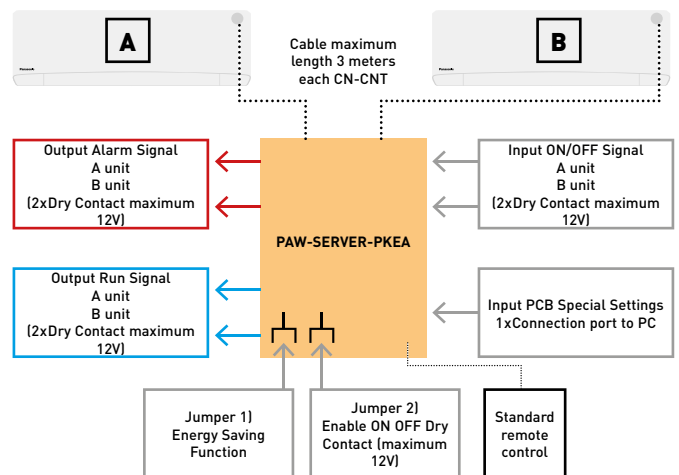 A
B
Panasonic
Panasonic
Cable maximum
length 3 meters
each CN-CNT
Output Alarm Signal
A unit
B unit
(2xDry Contact maximum
12V)
Input ON/OFF Signal
A unit
B unit
(2xDry Contact maximum
12V)
PAW-SERVER-PKEA
Output Run Signal
A unit
B unit
(2xDry Contact maximum
12V)
Input PCB Special Settings
1xConnection port to PC
Jumper 1)
Energy Saving
Function
Jumper 2)
Enable ON OFF Dry
Contact (maximum
12V)
Standard
remote
control